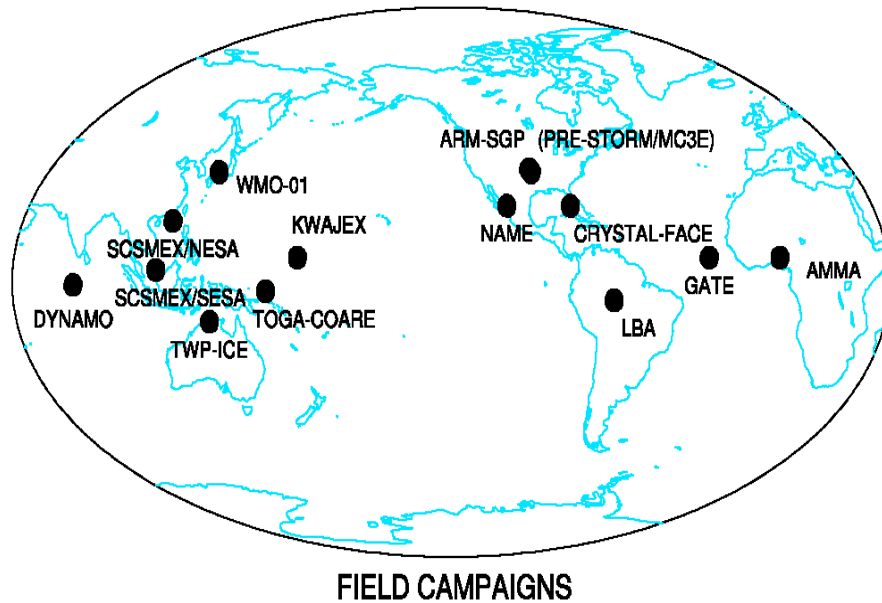 ARM-SGP (PRE-STORM/MC3E)
WMO-01
KWAJEX
NAME
CRYSTAL-FACE
SCSMEX/NESA
AMMA
GATE
SCSMEX/SESA
DYNAMO
TOGA-COARE
LBA
TWP-ICE
FIELD CAMPAIGNS